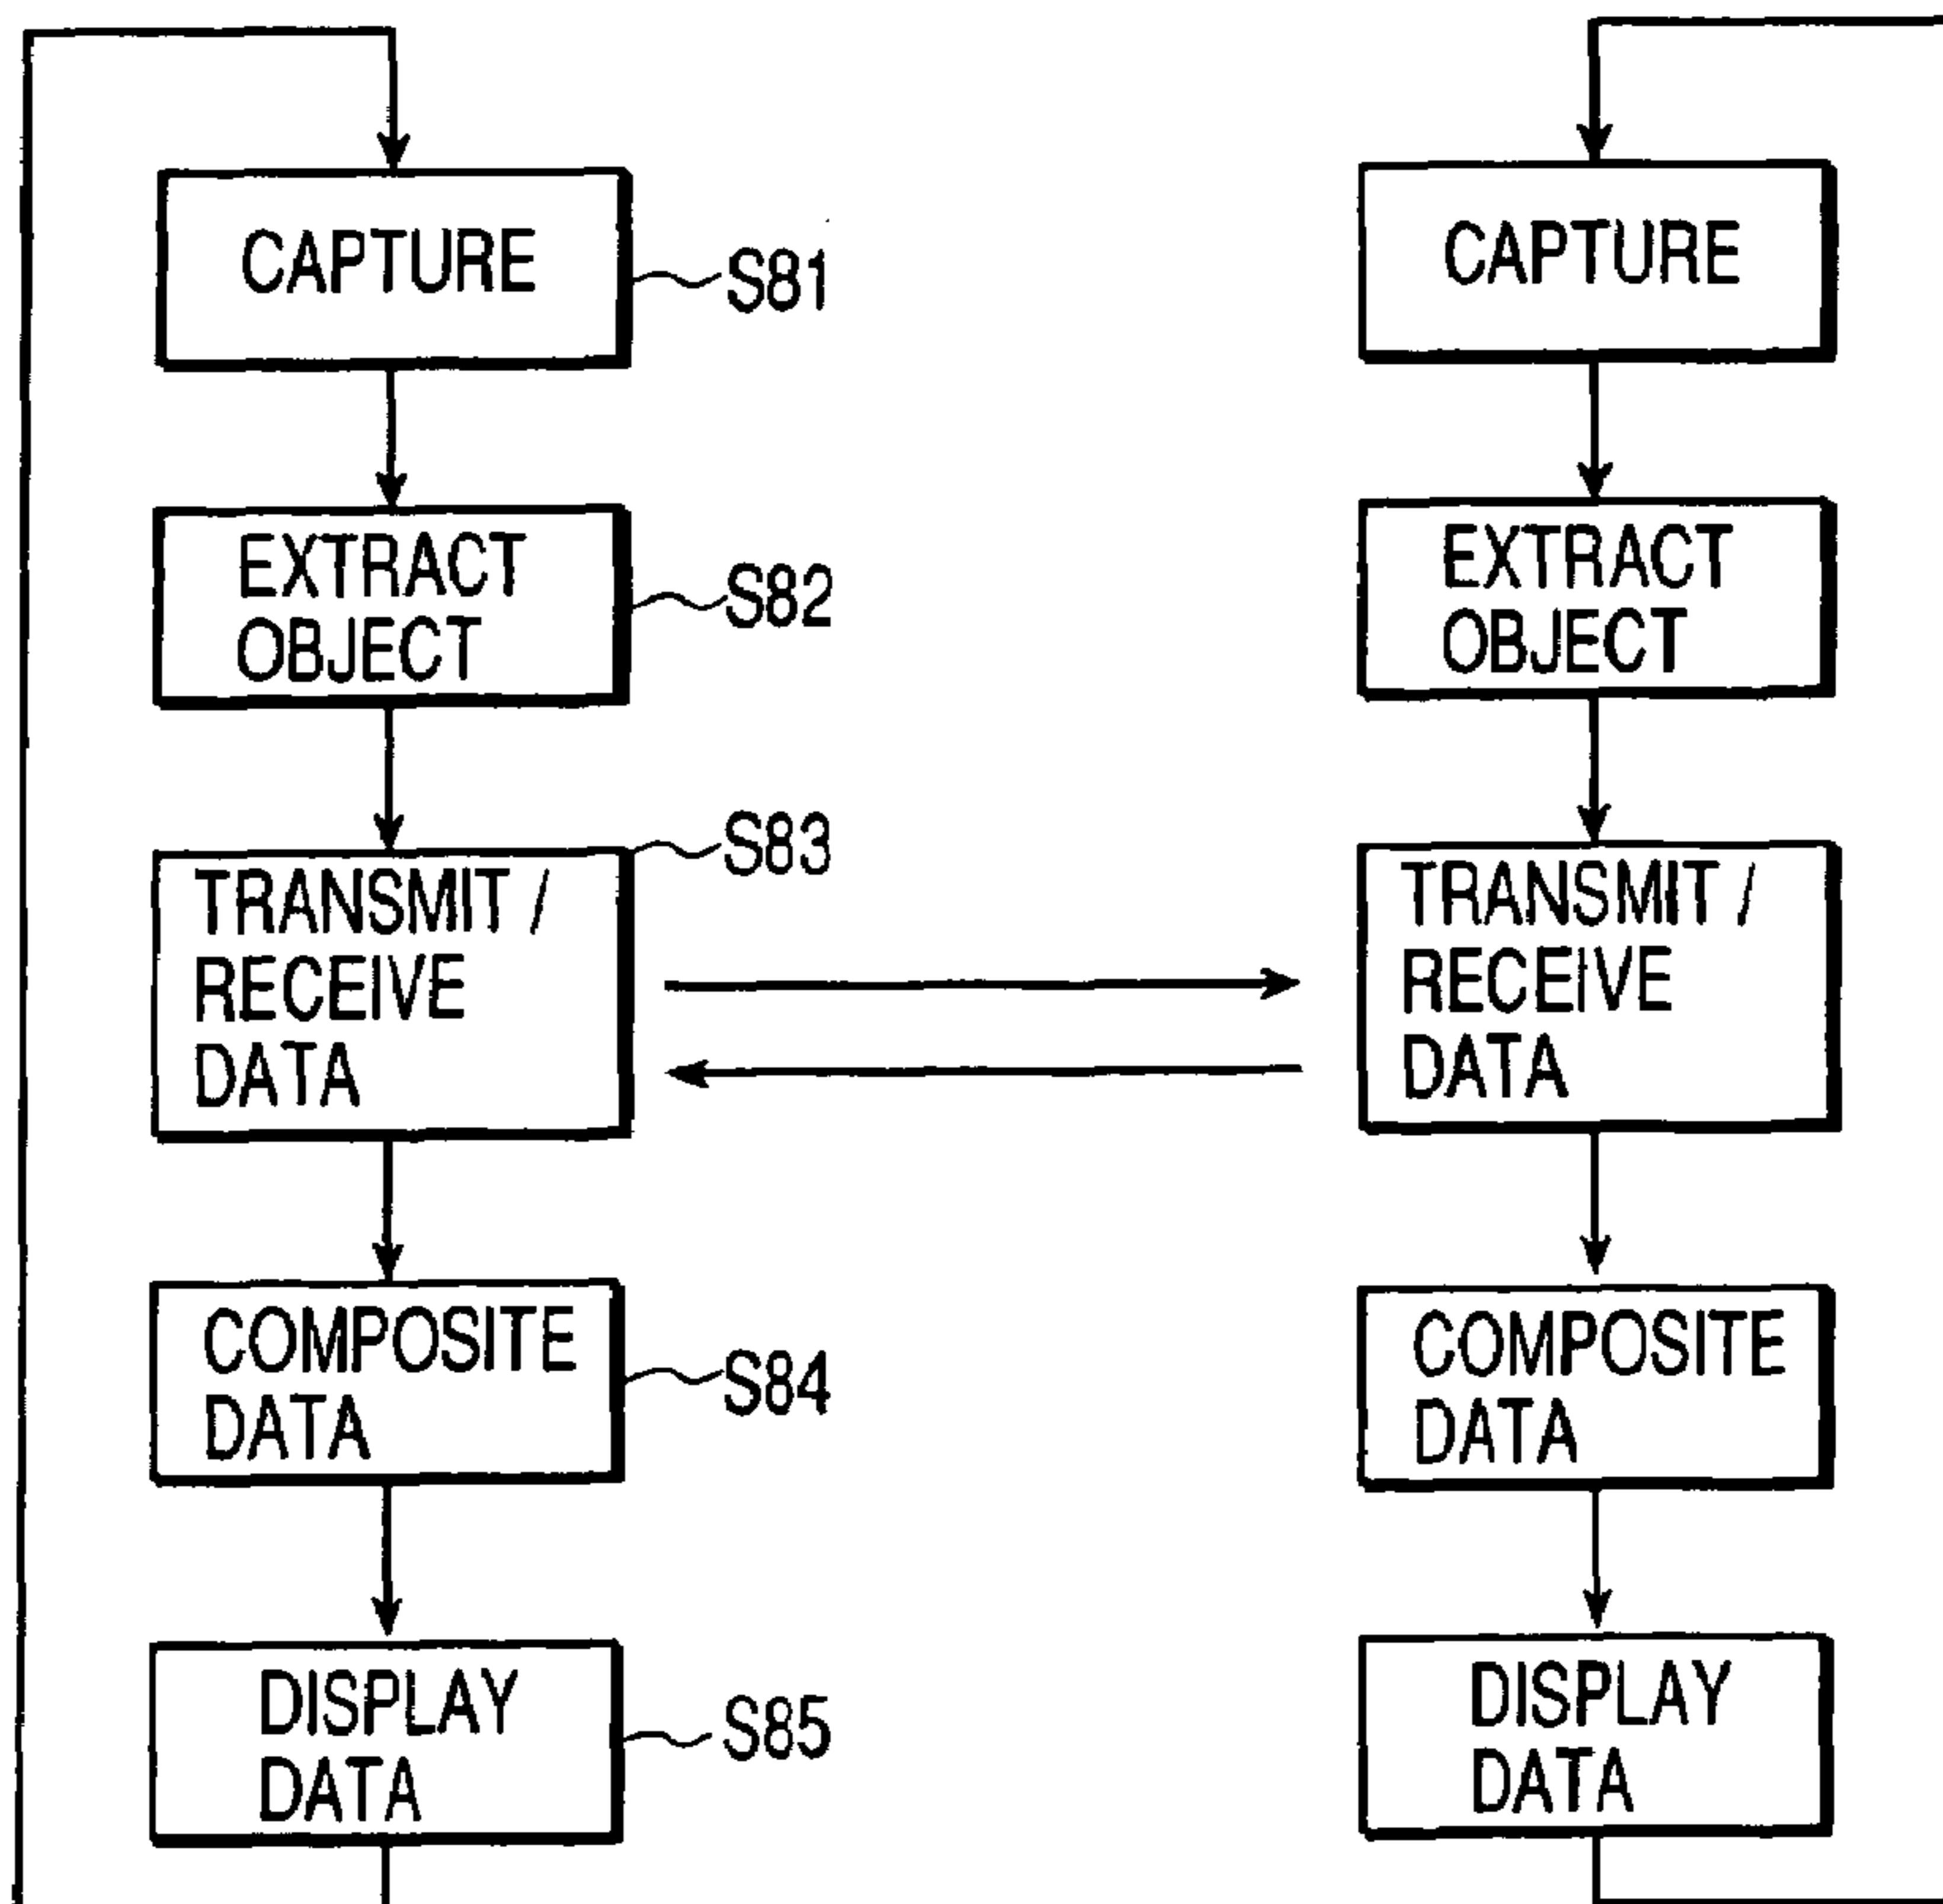 CAPTURE
S81
EXTRACT
OBJECT
S82
S83
TRANSMIT /
RECEIVE
DATA
COMPOSITE
DATA
S84
DISPLAY
DATA
S85
CAPTURE
EXTRACT
OBJECT
TRANSMIT /
RECEIVE
DATA
COMPOSITE
DATA
DISPLAY
DATA